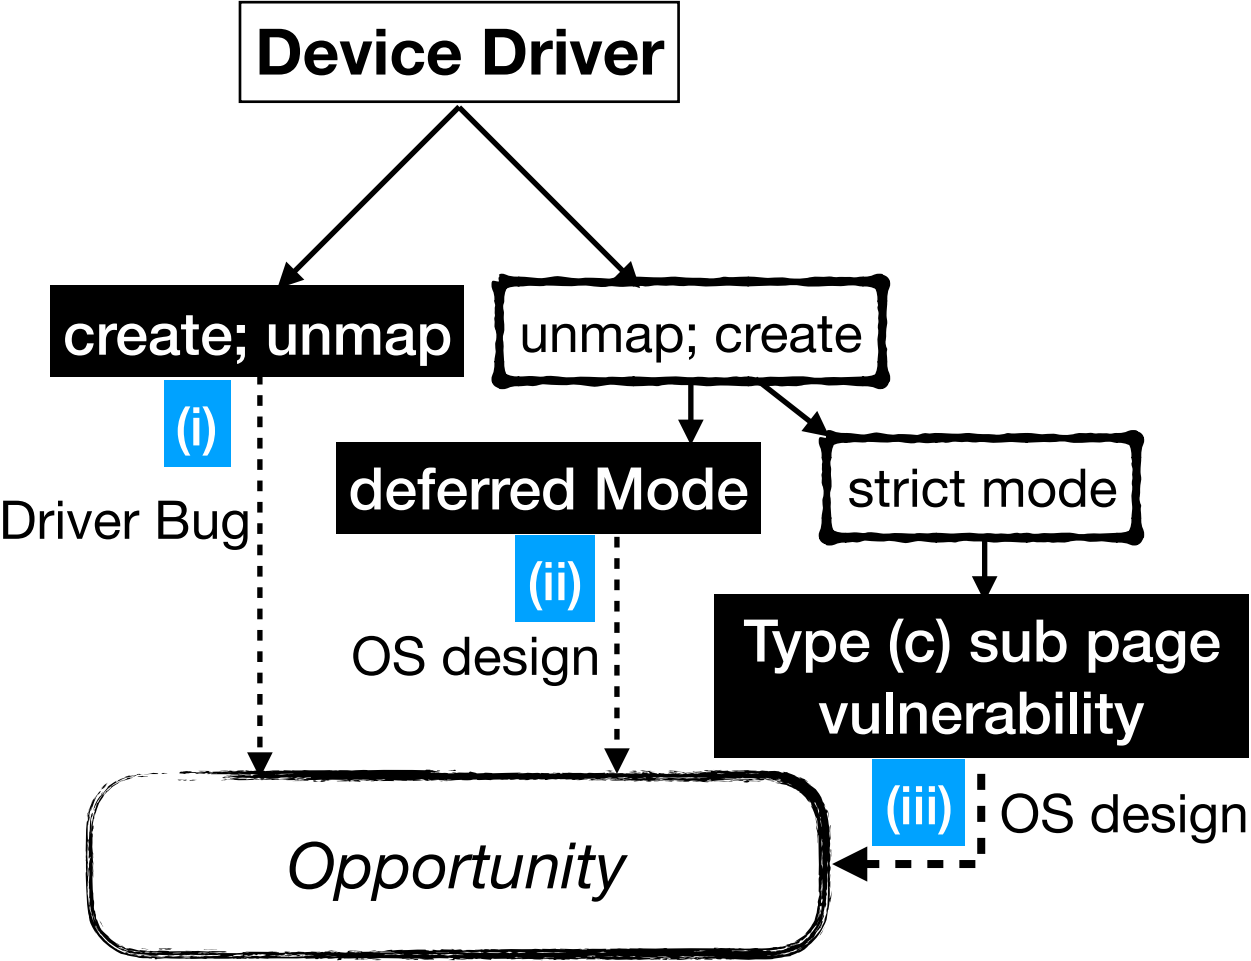 Device Driver
create; unmap
unmap; create
(i)
deferred Mode
strict mode
Driver Bug
(ii)
OS design
Type (c) sub page
vulnerability
(iii)
OS design
Opportunity